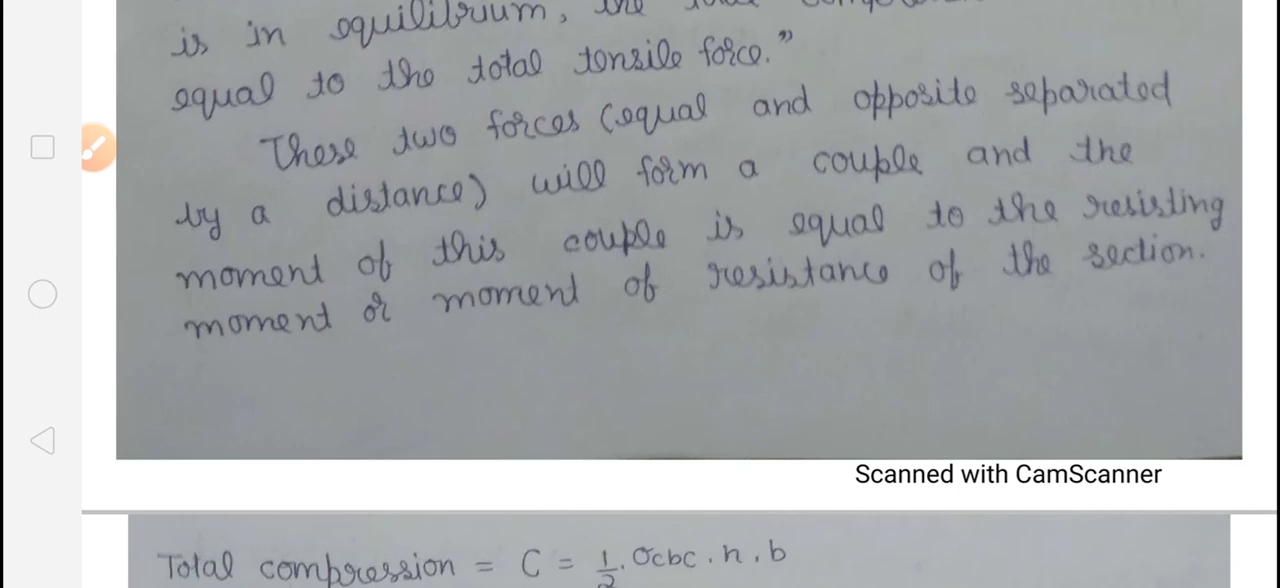 is in equilibrium, the
equal to the total tensile force."
These two forces (equal and opposite separated
by a distance) will form a couple and the
moment of this couple is equal to the resisting
moment or moment of resistance of the section.
Scanned with CamScanner
Total compression = C = 1/2 . σcbc . n . b